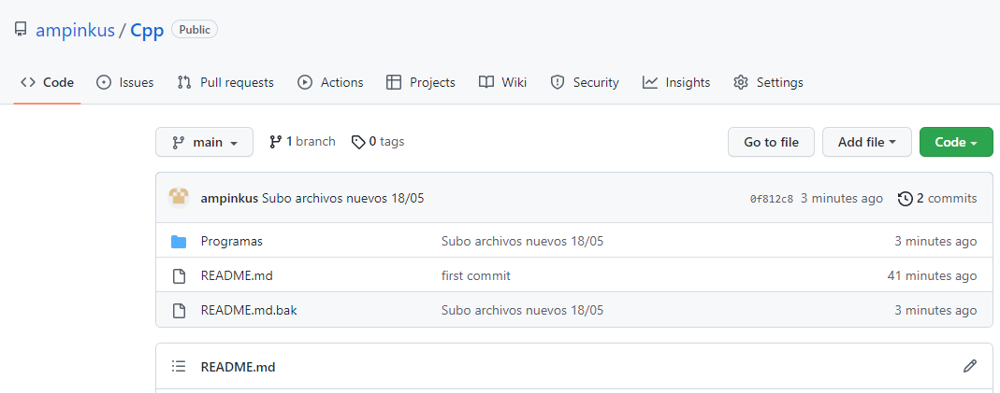 ampinkus / Cpp Public
Code Issues Pull requests Actions Projects Wiki Security Insights Settings
main 1 branch 0 tags Go to file Add file Code
ampinkus Subo archivos nuevos 18/05 0f812c8 3 minutes ago 2 commits
Programas Subo archivos nuevos 18/05 3 minutes ago
README.md first commit 41 minutes ago
README.md.bak Subo archivos nuevos 18/05 3 minutes ago
README.md